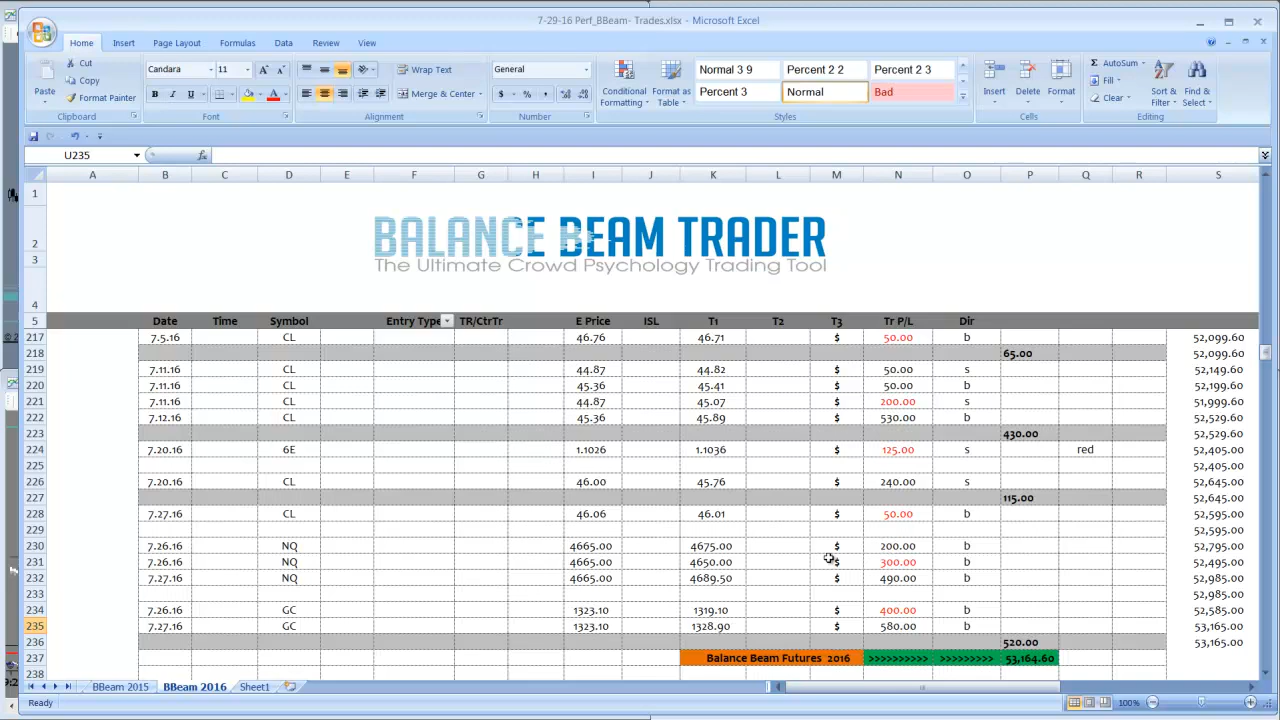 7-29-16 Perf_BBeam- Trades.xlsx - Microsoft Excel
Home Insert Page Layout Formulas Data Review View
Cut
Copy
Format Painter
Paste
Clipboard
Candara 11
Font
Wrap Text
Merge & Center
Alignment
General
Number
Conditional Formatting
Format as Table
Normal 3 9 Percent 2 2 Percent 2 3
Percent 3 Normal Bad
Styles
Insert Delete Format
Cells
AutoSum
Fill
Clear
Sort & Filter
Find & Select
Editing
U235
A B C D E F G H I J K L M N O P Q R S
1
2
BALANCE BEAM TRADER
3
The Ultimate Crowd Psychology Trading Tool
4
5 Date Time Symbol Entry Type TR/CtrTr E Price ISL T1 T2 T3 Tr P/L Dir
217 7.5.16 CL 46.76 46.71 $ 50.00 b 52,099.60
218 65.00 52,099.60
219 7.11.16 CL 44.87 44.82 $ 50.00 s 52,149.60
220 7.11.16 CL 45.36 45.41 $ 50.00 b 52,199.60
221 7.11.16 CL 44.87 45.07 $ 200.00 s 51,999.60
222 7.12.16 CL 45.36 45.89 $ 530.00 b 52,529.60
223 430.00 52,529.60
224 7.20.16 6E 1.1026 1.1036 $ 125.00 s red 52,405.00
225 52,405.00
226 7.20.16 CL 46.00 45.76 $ 240.00 s 52,645.00
227 115.00 52,645.00
228 7.27.16 CL 46.06 46.01 $ 50.00 b 52,595.00
229 52,595.00
230 7.26.16 NQ 4665.00 4675.00 $ 200.00 b 52,795.00
231 7.26.16 NQ 4665.00 4650.00 $ 300.00 b 52,495.00
232 7.27.16 NQ 4665.00 4689.50 $ 490.00 b 52,985.00
233 52,985.00
234 7.26.16 GC 1323.10 1319.10 $ 400.00 b 52,585.00
235 7.27.16 GC 1323.10 1328.90 $ 580.00 b 53,165.00
236 520.00 53,165.00
237 Balance Beam Futures 2016 >>>>>>>>>> >>>>>>>>> 53,164.60
238
BBeam 2015 BBeam 2016 Sheet1
Ready 100%